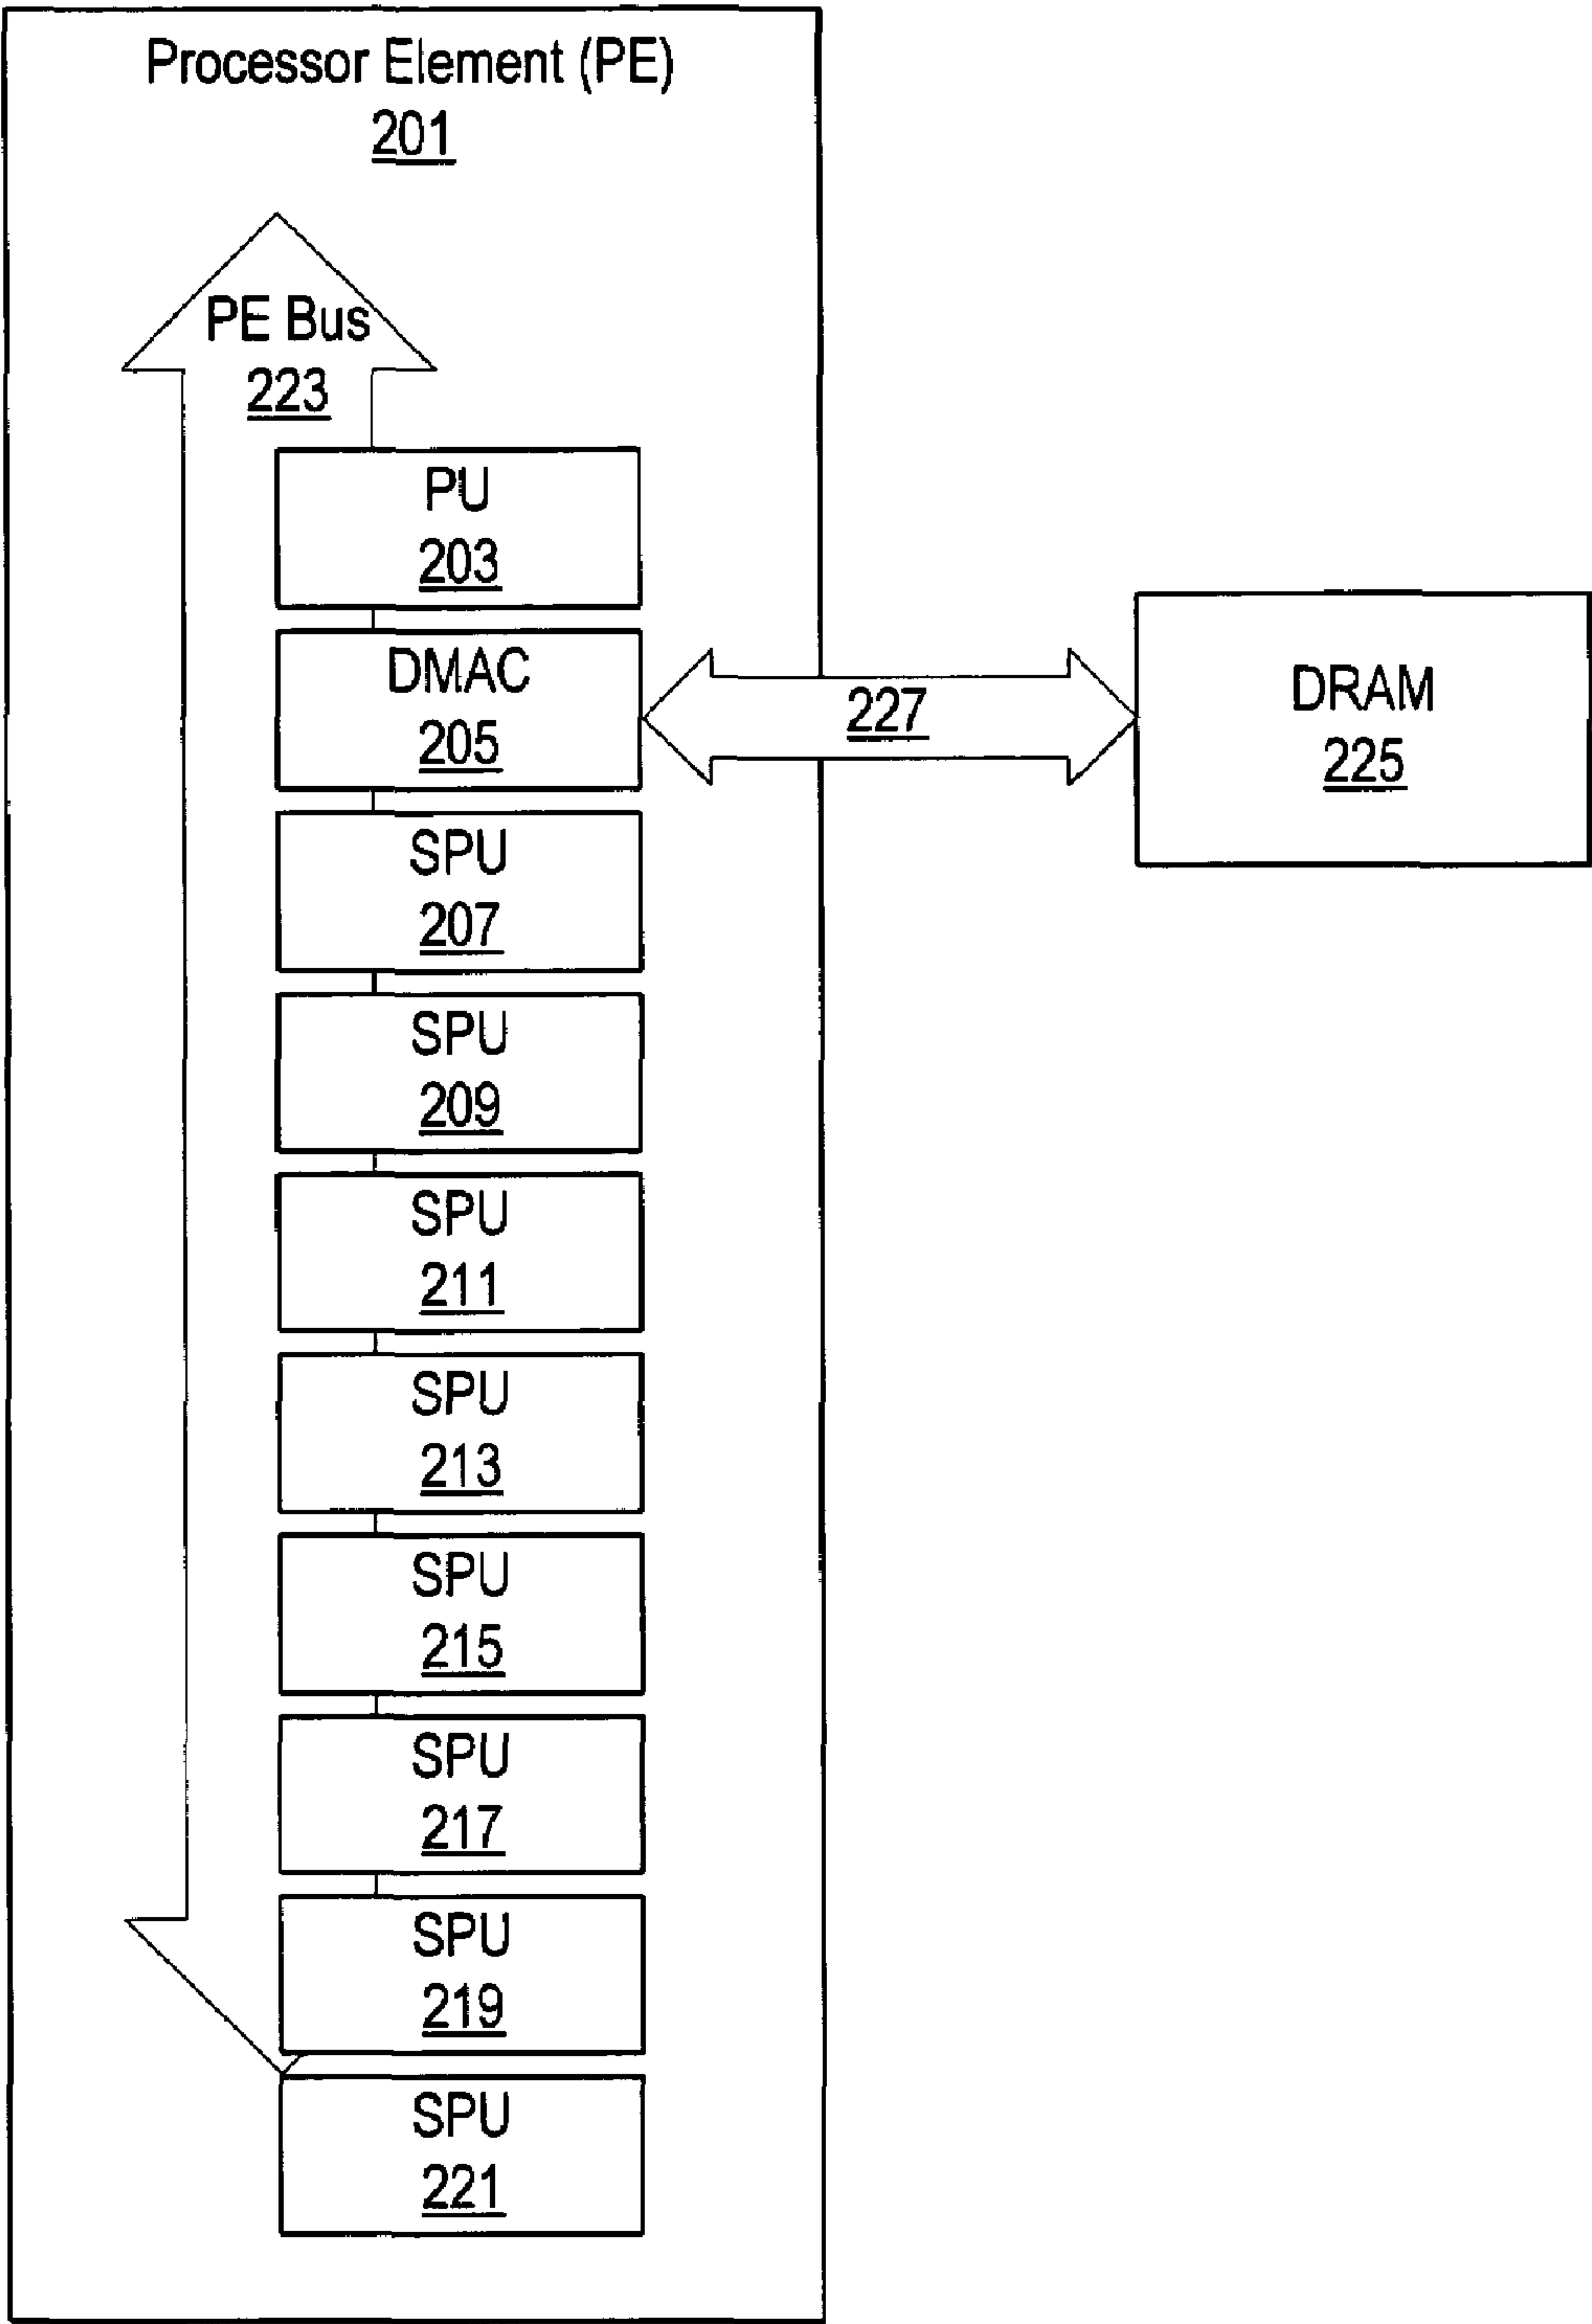 Processor Element (PE)
201
PE Bus
223
PU
203
DMAC
205
227
DRAM
225
SPU
207
SPU
209
SPU
211
SPU
213
SPU
215
SPU
217
SPU
219
SPU
221